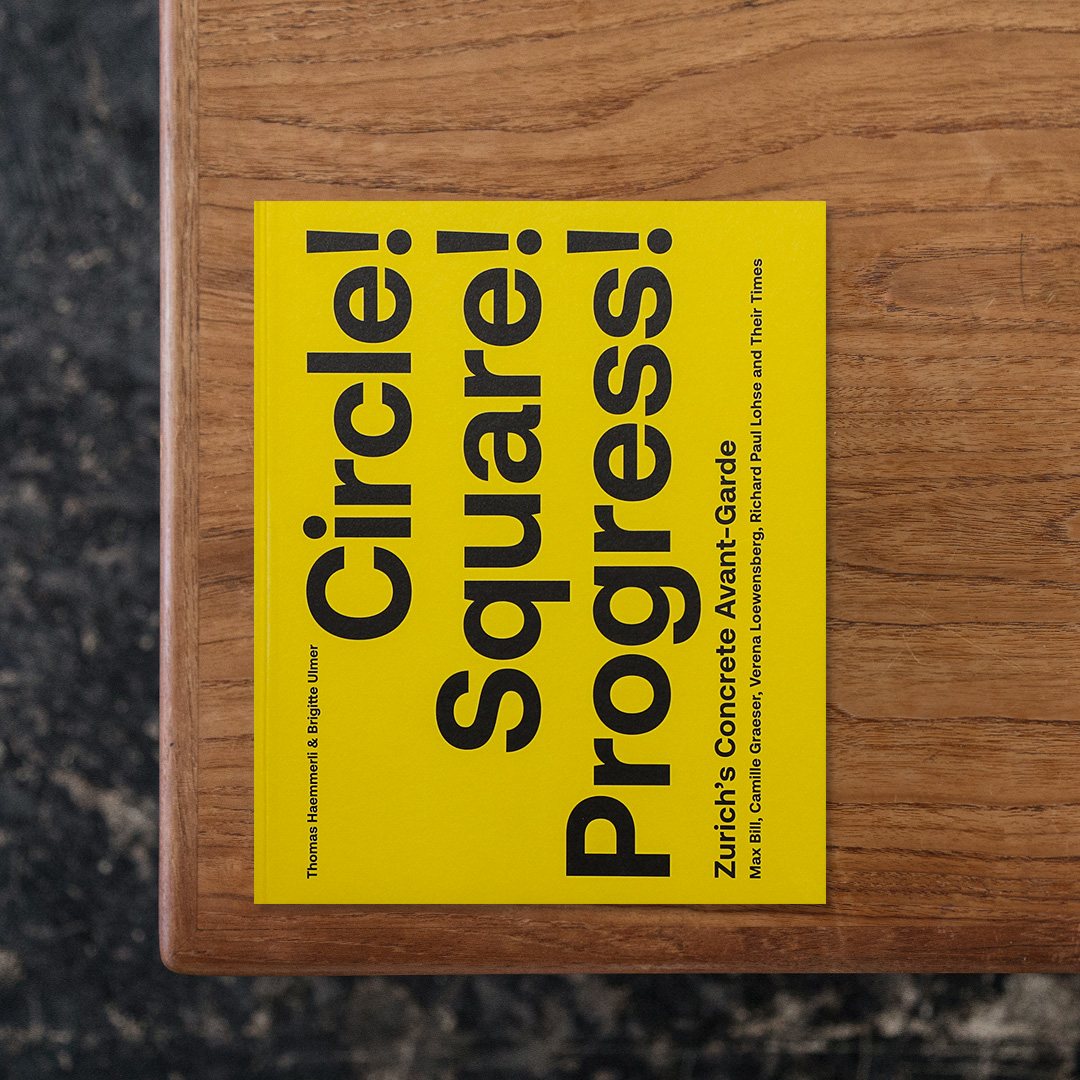 Thomas Haemmerli & Brigitte Ulmer
Circle!
Square!
Progress!
Zurich’s Concrete Avant-Garde
Max Bill, Camille Graeser, Verena Loewensberg, Richard Paul Lohse and Their Times